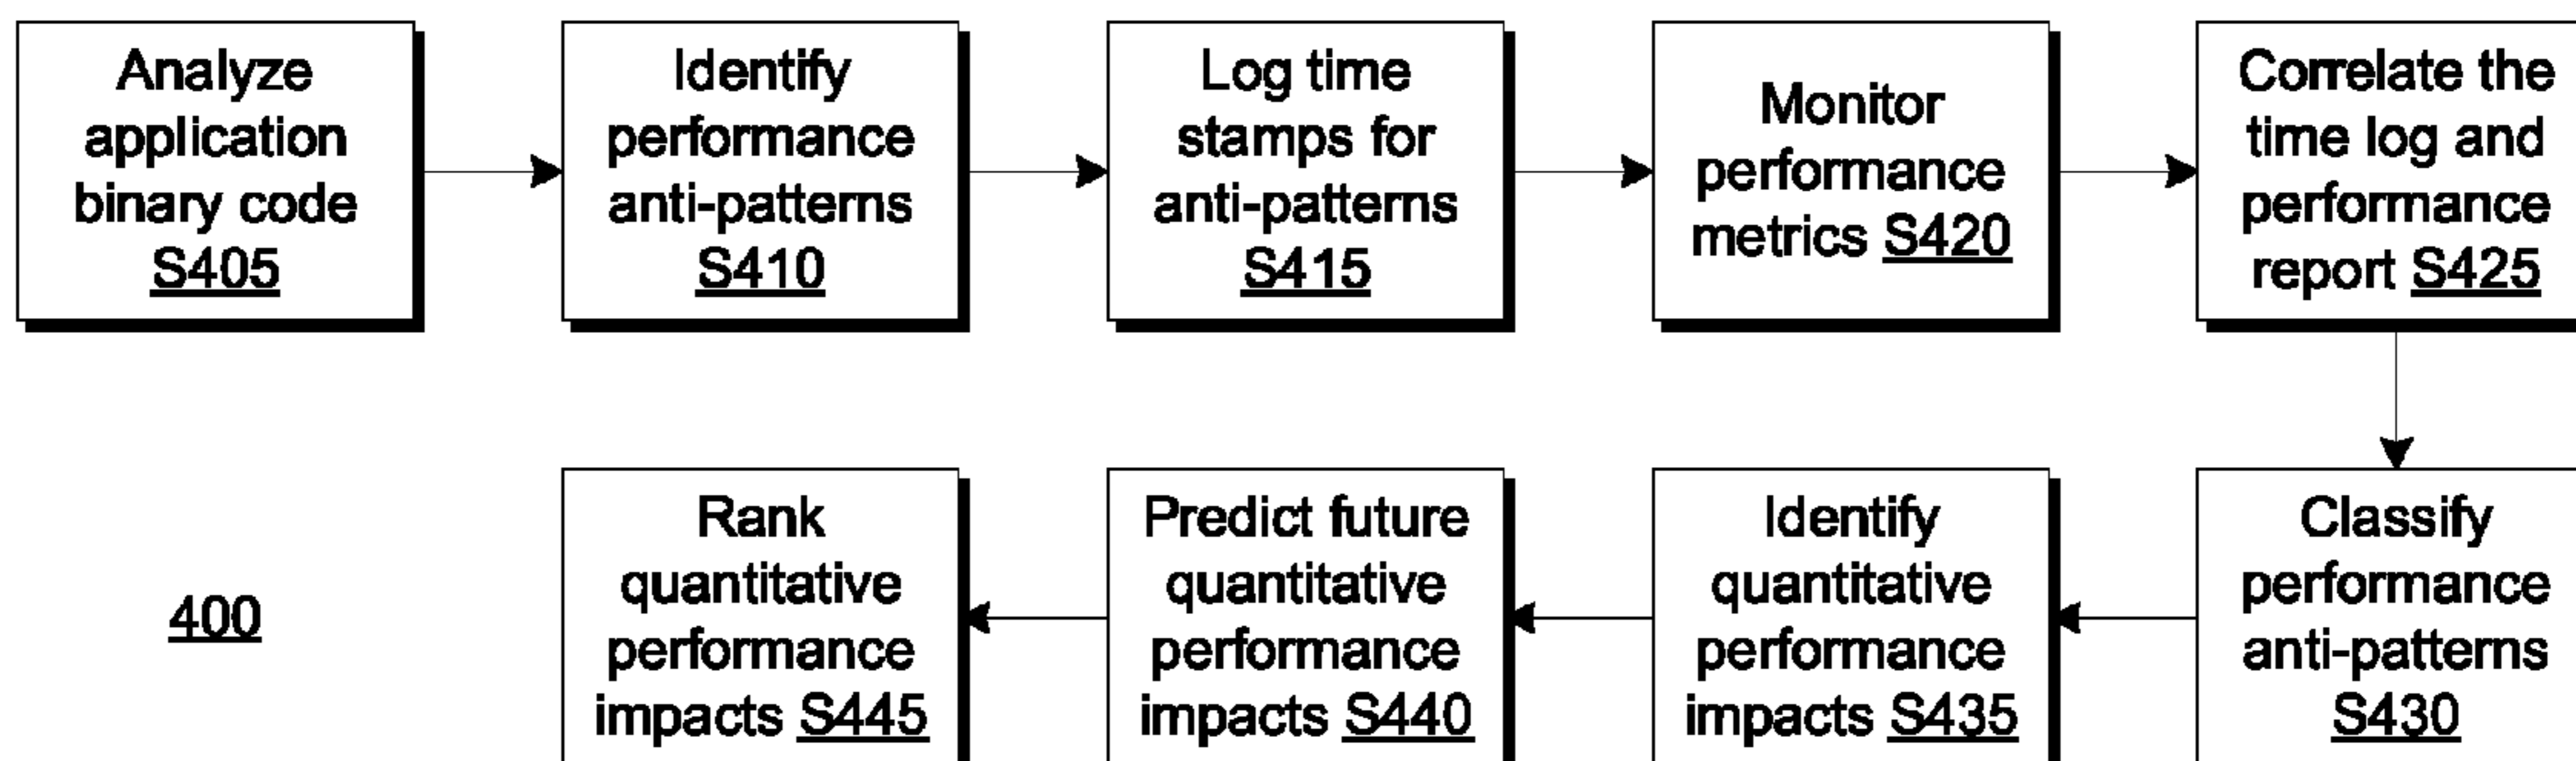 Analyze
application
binary code
S405
Identify
performance
anti-patterns
S410
Log time
stamps for
anti-patterns
S415
Monitor
performance
metrics S420
Correlate the
time log and
performance
report S425
Classify
performance
anti-patterns
S430
Identify
quantitative
performance
impacts S435
Predict future
quantitative
performance
impacts S440
Rank
quantitative
performance
impacts S445
400